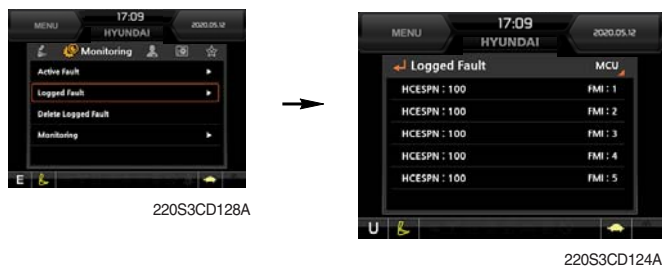 MENU
17:09
HYUNDAI
2020.05.12
Monitoring
Active Fault
Logged Fault
Delete Logged Fault
Monitoring
E
220S3CD128A
MENU
17:09
HYUNDAI
2020.05.12
Logged Fault MCU
HCESPN : 100 FMI : 1
HCESPN : 100 FMI : 2
HCESPN : 100 FMI : 3
HCESPN : 100 FMI : 4
HCESPN : 100 FMI : 5
U
220S3CD124A